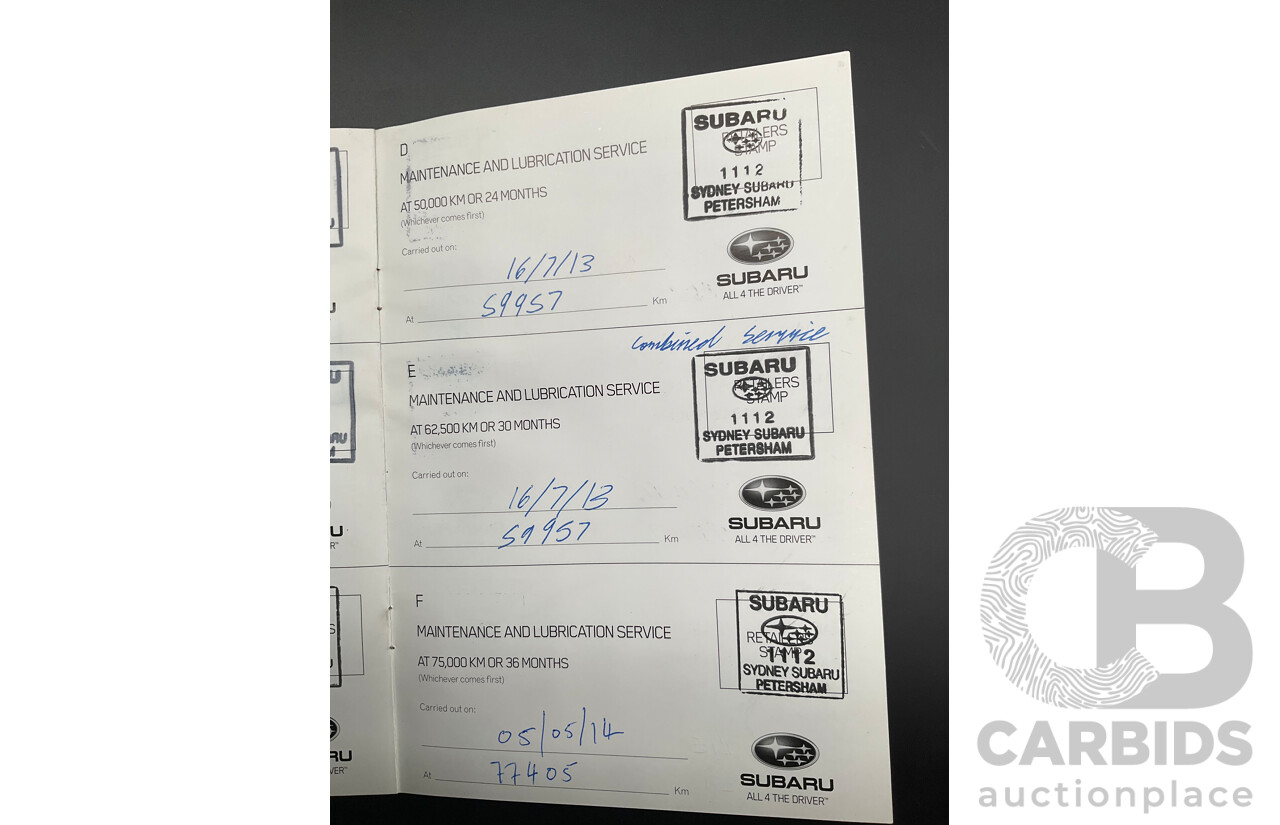 D
MAINTENANCE AND LUBRICATION SERVICE
AT 50,000 KM OR 24 MONTHS
(Whichever comes first)
Carried out on:
16/7/13
At 59957 Km
SUBARU
RETAILERS
STAMP
1112
SYDNEY SUBARU
PETERSHAM
SUBARU
ALL 4 THE DRIVER™
Combined Service
E
MAINTENANCE AND LUBRICATION SERVICE
AT 62,500 KM OR 30 MONTHS
(Whichever comes first)
Carried out on:
16/7/13
At 59957 Km
SUBARU
RETAILERS
STAMP
1112
SYDNEY SUBARU
PETERSHAM
SUBARU
ALL 4 THE DRIVER™
F
MAINTENANCE AND LUBRICATION SERVICE
AT 75,000 KM OR 36 MONTHS
(Whichever comes first)
Carried out on:
05/05/14
At 77405 Km
SUBARU
RETAILERS
STAMP
1112
SYDNEY SUBARU
PETERSHAM
SUBARU
ALL 4 THE DRIVER™
CB
CARBIDS
auctionplace